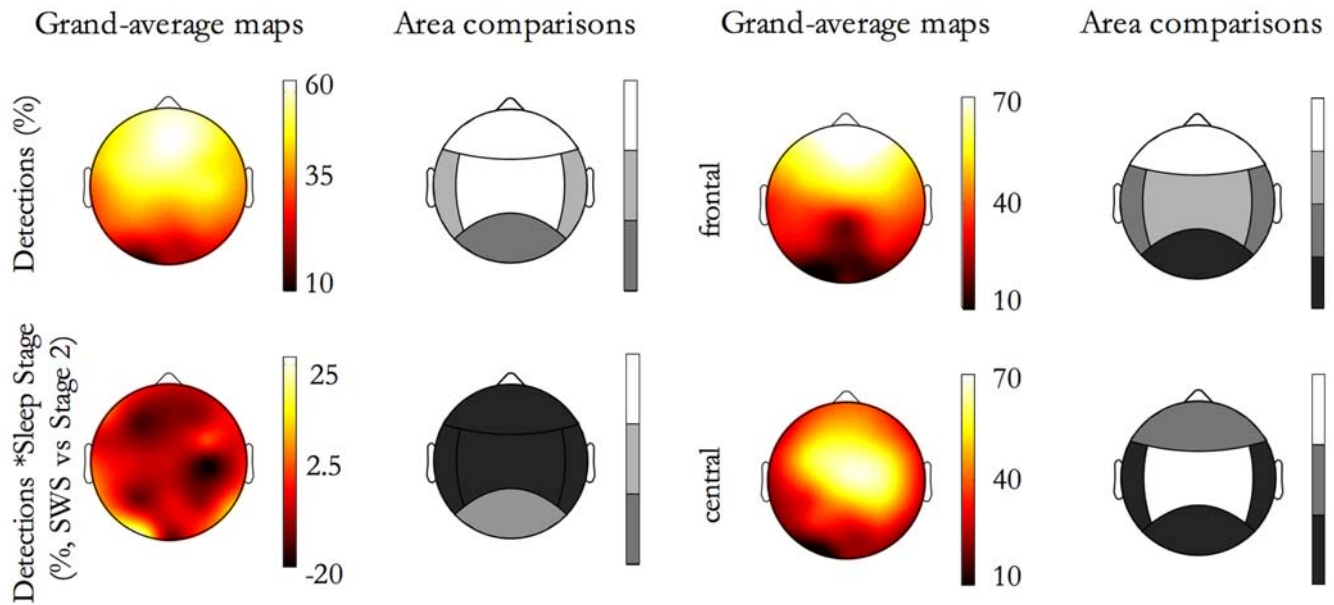 Grand-average maps
Area comparisons
Grand-average maps
Area comparisons
Detections (%)
60
35
10
frontal
70
40
10
Detections *Sleep Stage
(%, SWS vs Stage 2)
25
2.5
-20
central
70
40
10